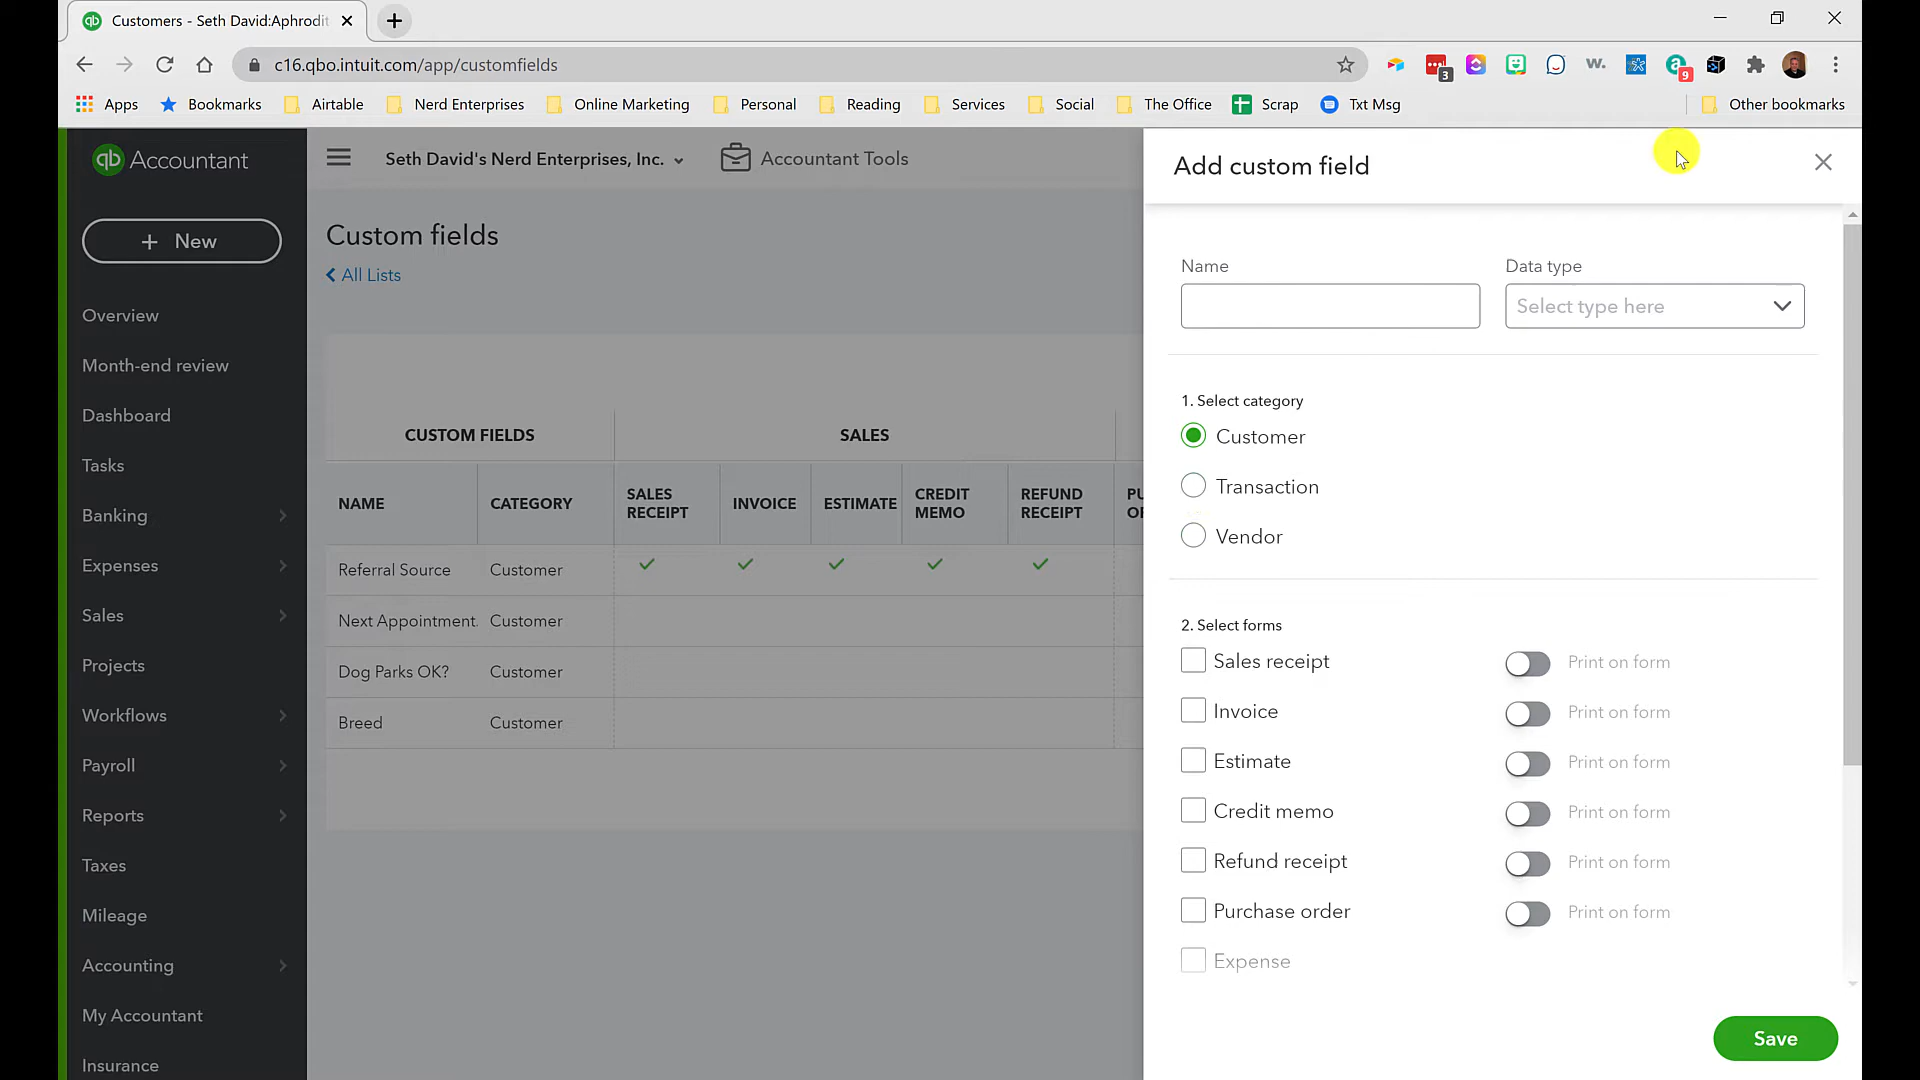 Customers - Seth David:Aphrodit
c16.qbo.intuit.com/app/customfields
3
w.
a
9
Apps
Bookmarks
Airtable
Nerd Enterprises
Online Marketing
Personal
Reading
Services
Social
The Office
Scrap
Txt Msg
Other bookmarks
qb Accountant
Seth David's Nerd Enterprises, Inc.
Accountant Tools
+ New
Overview
Month-end review
Dashboard
Tasks
Banking
Expenses
Sales
Projects
Workflows
Payroll
Reports
Taxes
Mileage
Accounting
My Accountant
Insurance
Custom fields
All Lists
CUSTOM FIELDS
SALES
NAME
CATEGORY
SALES RECEIPT
INVOICE
ESTIMATE
CREDIT MEMO
REFUND RECEIPT
Referral Source
Customer
Next Appointment.
Customer
Dog Parks OK?
Customer
Breed
Customer
Add custom field
Name
Data type
Select type here
1. Select category
Customer
Transaction
Vendor
2. Select forms
Sales receipt
Print on form
Invoice
Print on form
Estimate
Print on form
Credit memo
Print on form
Refund receipt
Print on form
Purchase order
Print on form
Expense
Save